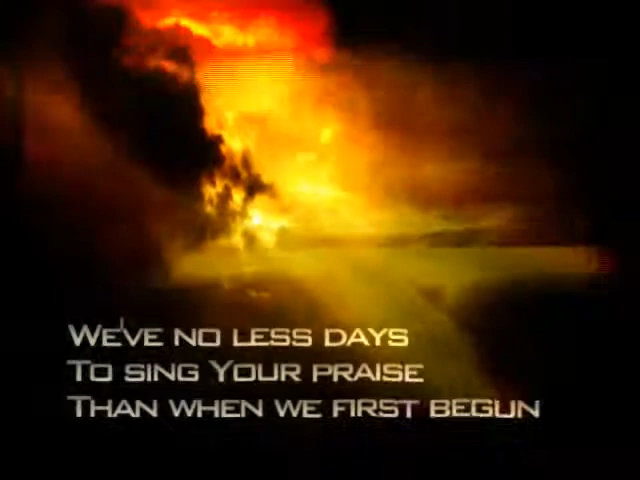 We've no less days
To sing Your praise
Than when we first begun